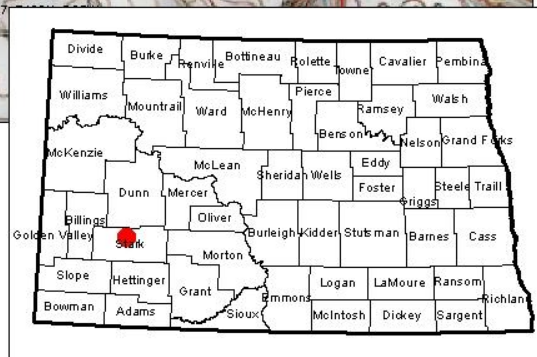 Divide Burke Renville Bottineau Rolette Towne Cavalier Pembina
Williams Mountrail Ward McHenry Pierce Ramsey Walsh
Benson Nelson Grand Forks
McKenzie McLean Sheridan Wells Eddy
Dunn Mercer Foster Griggs Steele Traill
Billings Oliver
Golden Valley Stark Morton Burleigh Kidder Stutsman Barnes Cass
Slope Hettinger Grant Emmons Logan LaMoure Ransom Richlan
Bowman Adams Sioux McIntosh Dickey Sargent